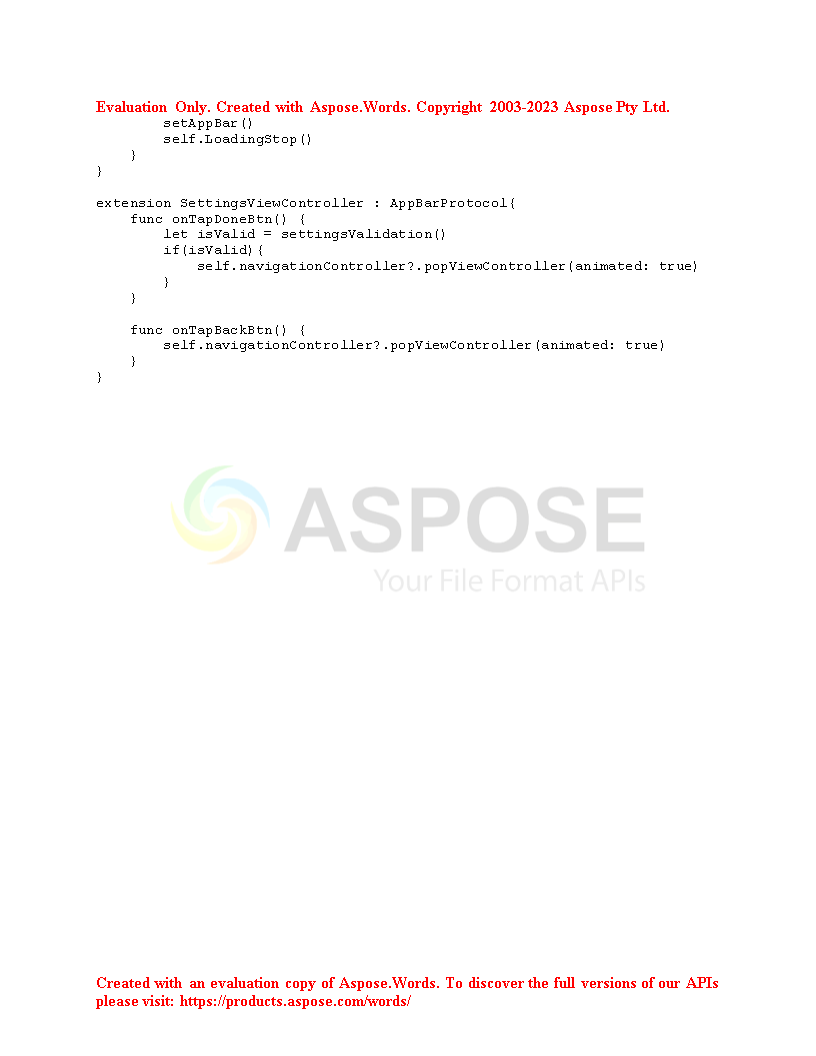 Evaluation Only. Created with Aspose.Words. Copyright 2003-2023 Aspose Pty Ltd.
        setAppBar()
        self.LoadingStop()
    }
}

extension SettingsViewController : AppBarProtocol{
    func onTapDoneBtn() {
        let isValid = settingsValidation()
        if(isValid){
            self.navigationController?.popViewController(animated: true)
        }
    }

    func onTapBackBtn() {
        self.navigationController?.popViewController(animated: true)
    }
}
ASPOSE
Your File Format APIs
Created with an evaluation copy of Aspose.Words. To discover the full versions of our APIs
please visit: https://products.aspose.com/words/